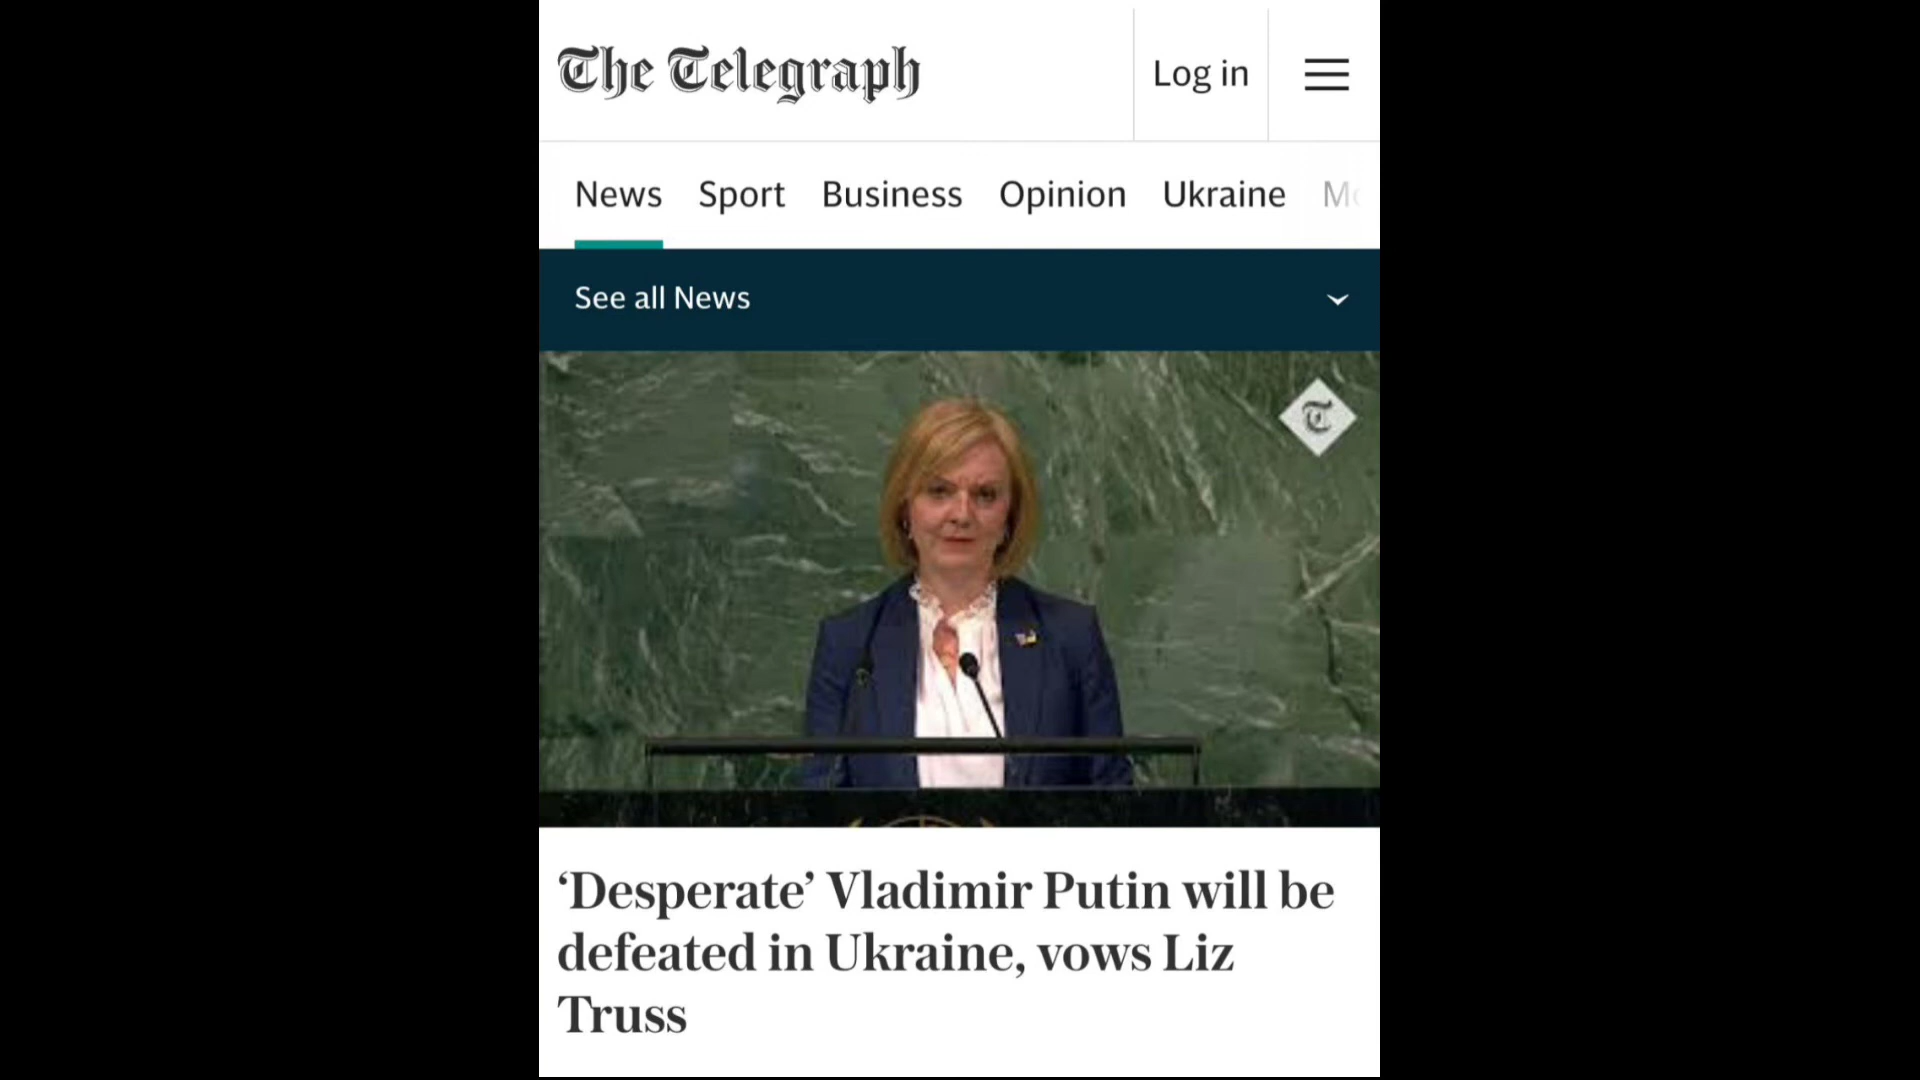 The Telegraph
Log in
News Sport Business Opinion Ukraine
See all News
T
‘Desperate’ Vladimir Putin will be
defeated in Ukraine, vows Liz
Truss